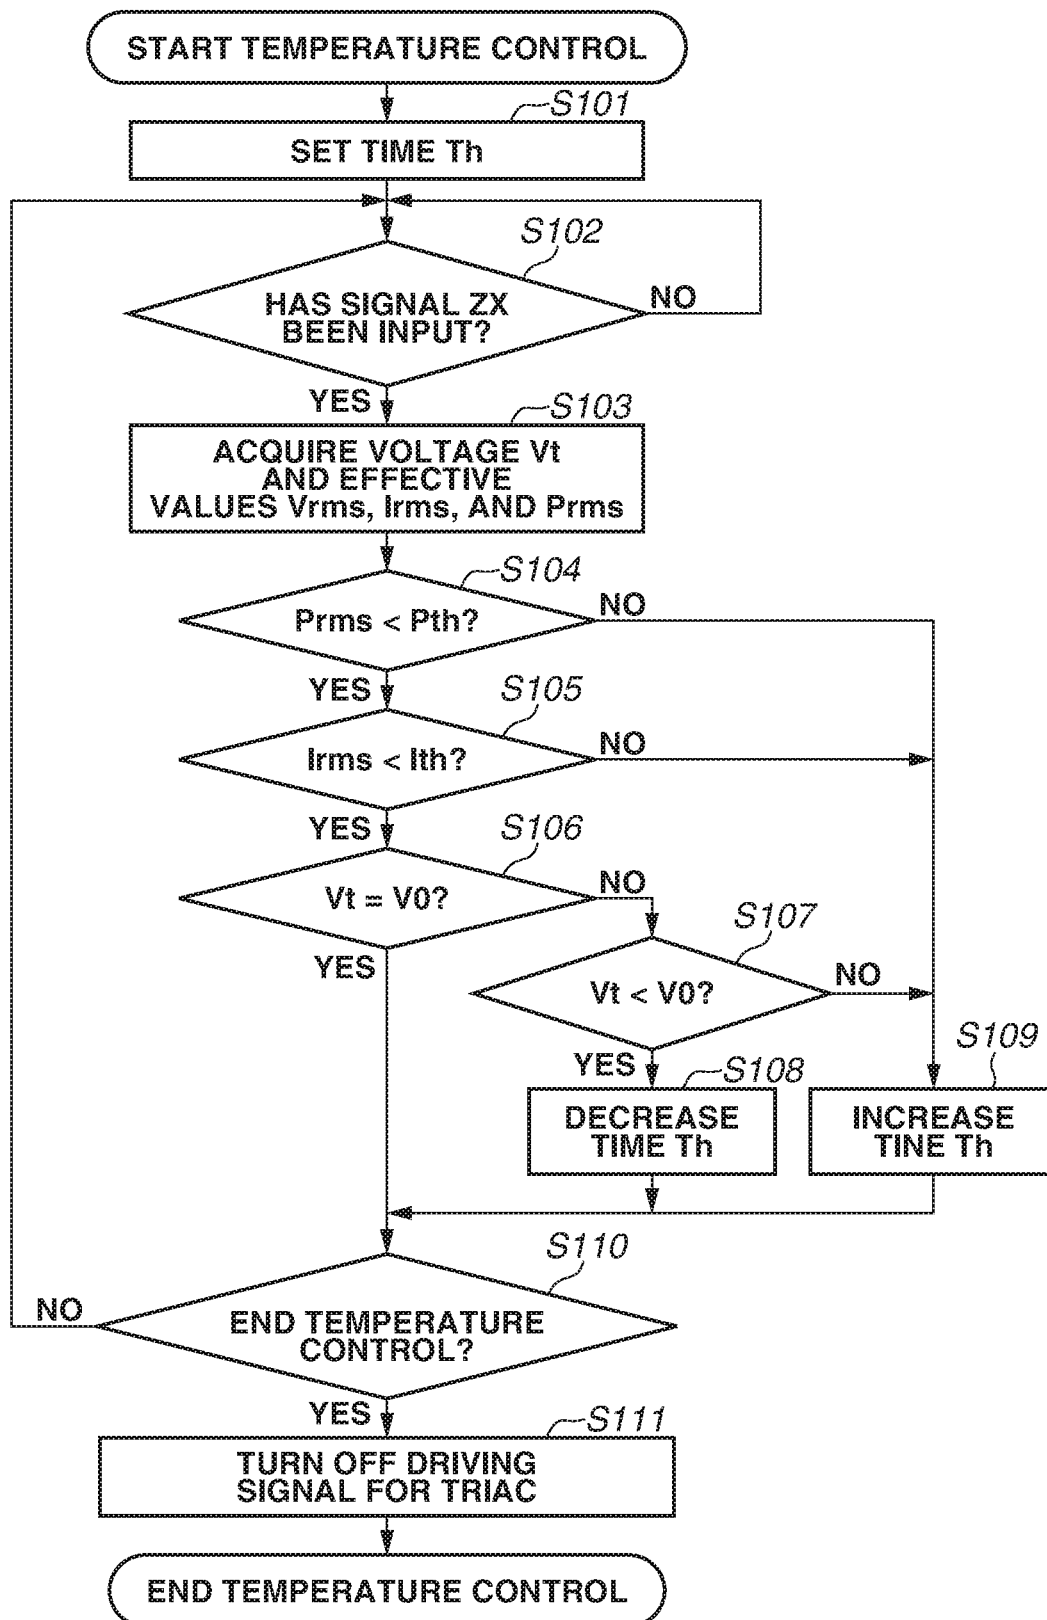 START TEMPERATURE CONTROL
S101
SET TIME Th
S102
HAS SIGNAL ZX
BEEN INPUT?
NO
YES
S103
ACQUIRE VOLTAGE Vt
AND EFFECTIVE
VALUES Vrms, Irms, AND Prms
S104
Prms < Pth?
NO
YES
S105
Irms < Ith?
NO
YES
S106
Vt = V0?
NO
YES
S107
Vt < V0?
NO
YES
S108
DECREASE
TIME Th
S109
INCREASE
TINE Th
S110
END TEMPERATURE
CONTROL?
NO
YES
S111
TURN OFF DRIVING
SIGNAL FOR TRIAC
END TEMPERATURE CONTROL